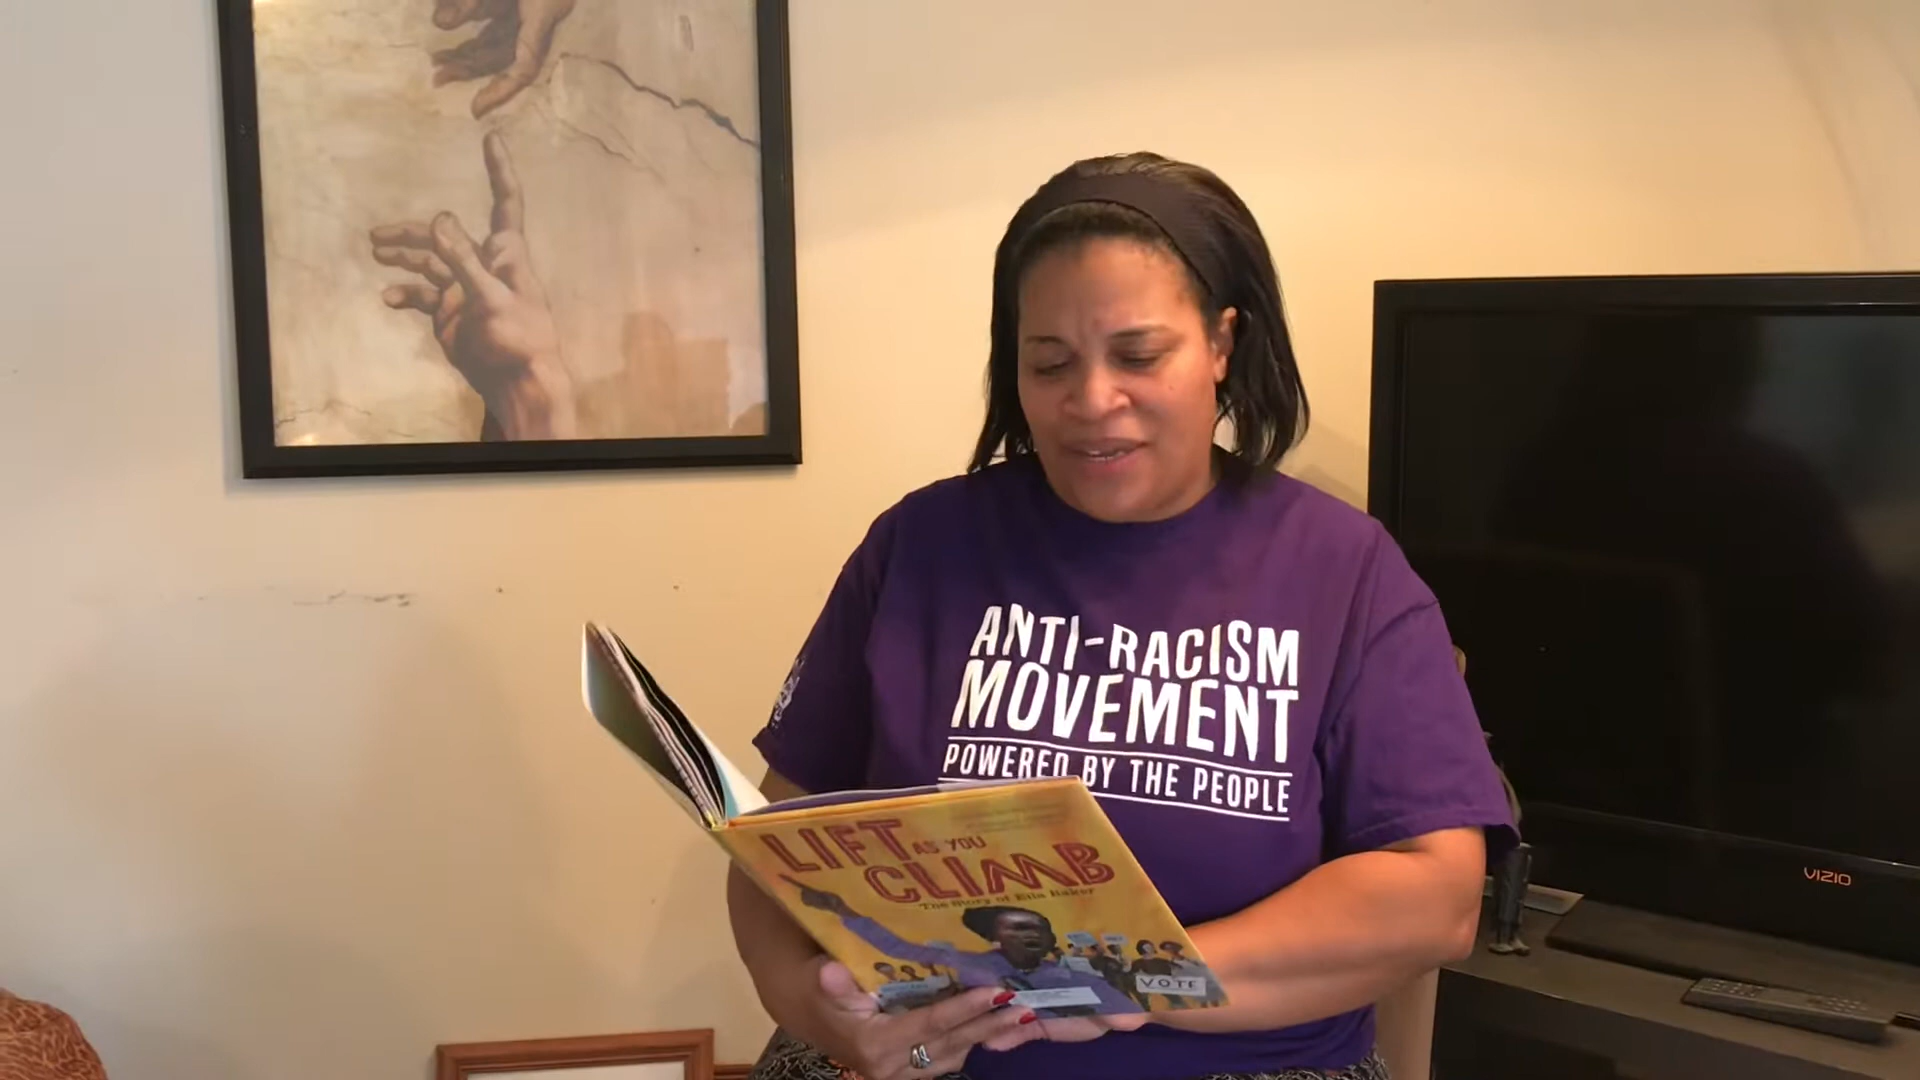 ANTI-RACISM
MOVEMENT
POWERED BY THE PEOPLE
LIFT AS YOU
CLIMB
The Story of Ella Baker
VOTE
VIZIO